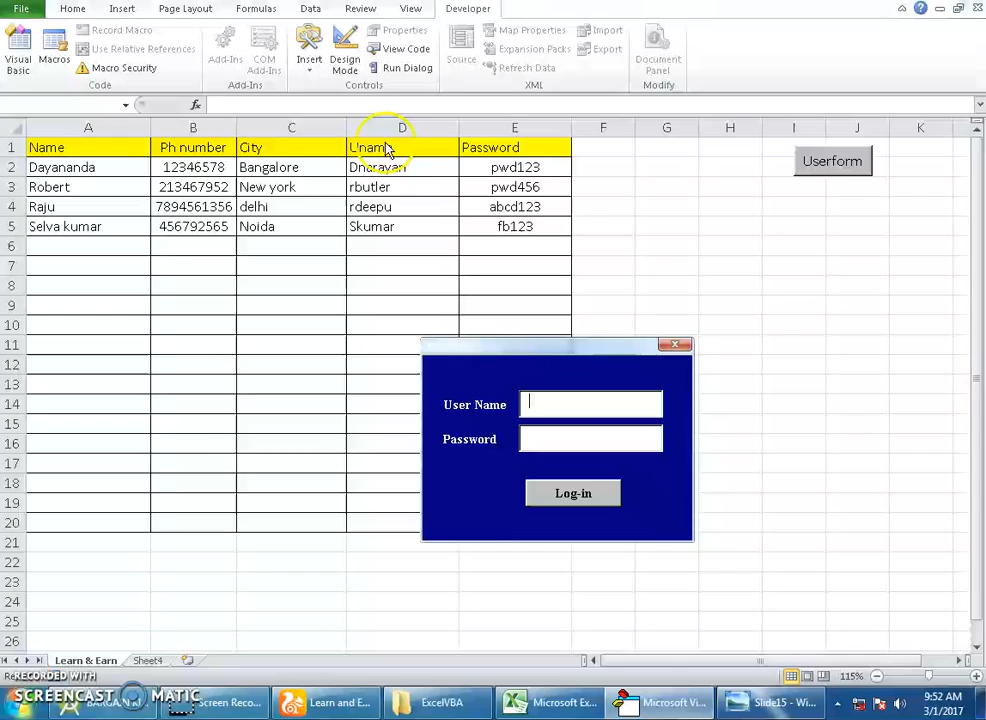 File Home Insert Page Layout Formulas Data Review View Developer
Visual Basic
Macros
Record Macro
Use Relative References
Macro Security
Code
Add-Ins
COM Add-Ins
Add-Ins
Insert
Design Mode
Properties
View Code
Run Dialog
Controls
Source
Map Properties
Expansion Packs
Refresh Data
Import
Export
XML
Document Panel
Modify
fx
A B C D E F G H I J K
1 Name Ph number City Uname Password
2 Dayananda 12346578 Bangalore Dnarayan pwd123
3 Robert 213467952 New york rbutler pwd456
4 Raju 7894561356 delhi rdeepu abcd123
5 Selva kumar 456792565 Noida Skumar fb123
Userform
6
7
8
9
10
11
12
13
14
15
16
17
18
19
20
21
22
23
24
25
26
User Name
Password
Log-in
Learn & Earn Sheet4
115%
RECORDED WITH
SCREENCAST MATIC
Screen Reco...
Learn and E...
ExcelVBA
Microsoft Ex...
Microsoft Vi...
Slide15 - Wi...
9:52 AM
3/1/2017